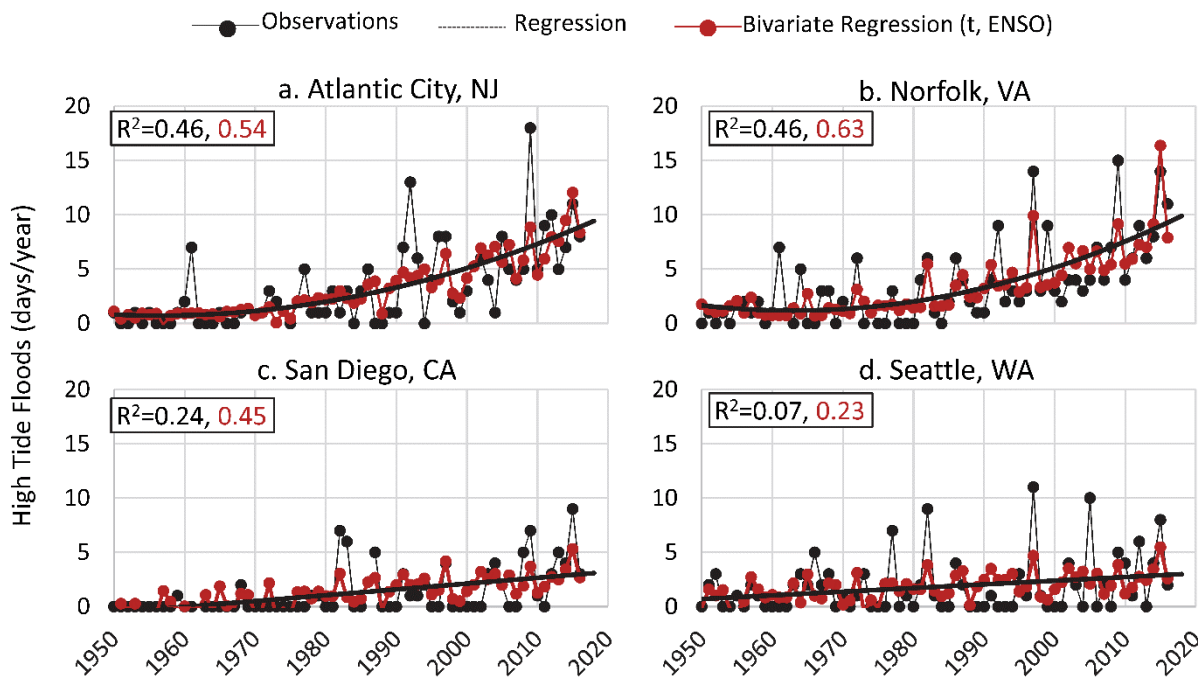 Observations Regression Bivariate Regression (t, ENSO)
a. Atlantic City, NJ
b. Norfolk, VA
R²=0.46, 0.54
R²=0.46, 0.63
20
15
10
5
0
20
15
10
5
0
c. San Diego, CA
d. Seattle, WA
R²=0.24, 0.45
R²=0.07, 0.23
20
15
10
5
0
20
15
10
5
0
High Tide Floods (days/year)
1950 1960 1970 1980 1990 2000 2010 2020
1950 1960 1970 1980 1990 2000 2010 2020